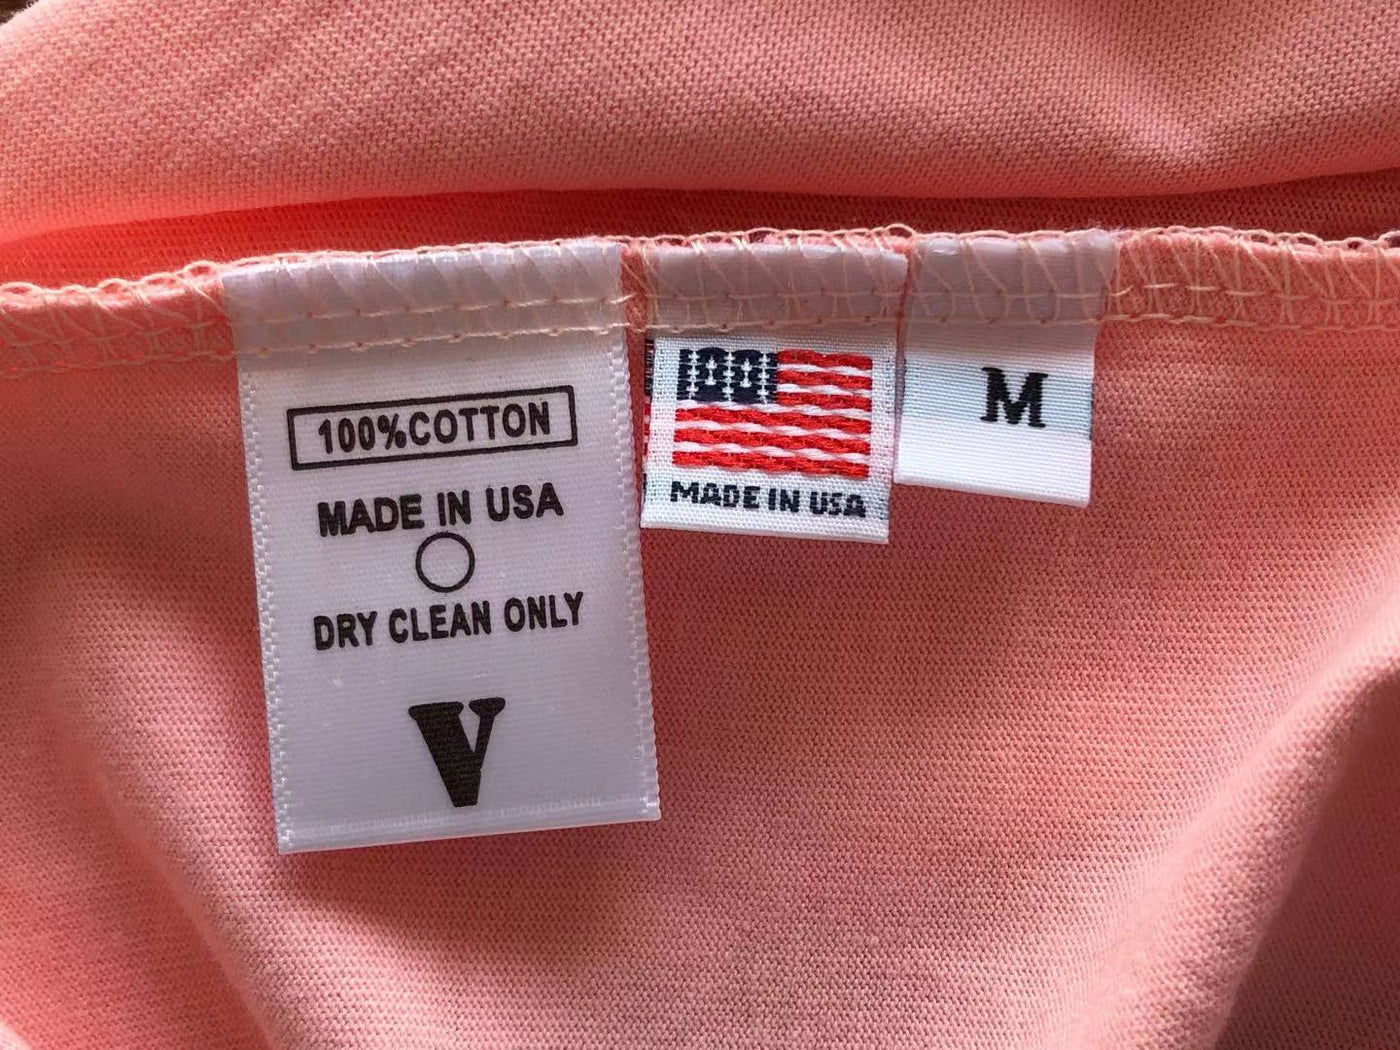 100%COTTON
MADE IN USA
DRY CLEAN ONLY
V
MADE IN USA
M